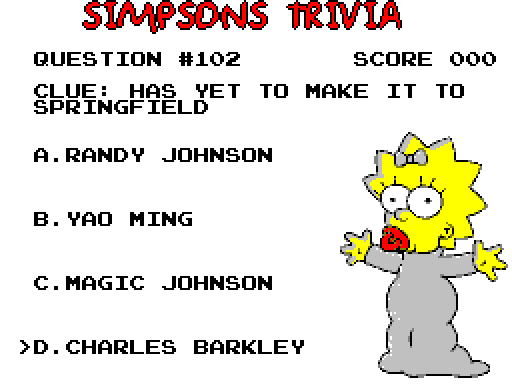 SIMPSONS TRIVIA
QUESTION #102 SCORE 000
CLUE: HAS YET TO MAKE IT TO
SPRINGFIELD
A.RANDY JOHNSON
B.YAO MING
C.MAGIC JOHNSON
>D.CHARLES BARKLEY